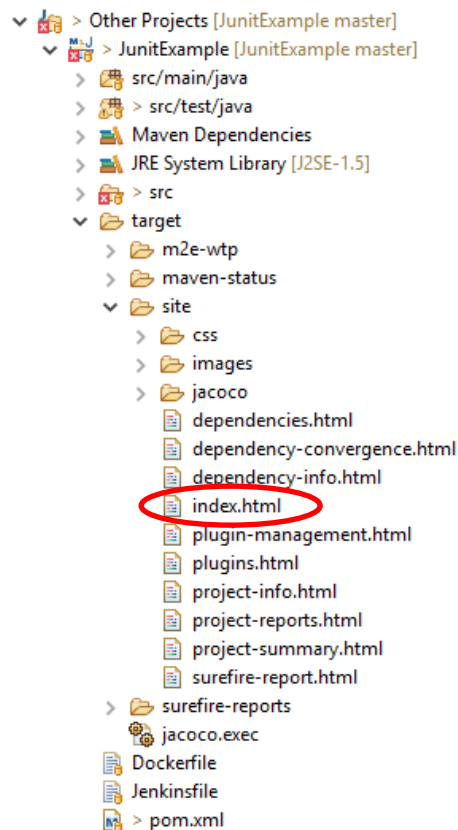 > Other Projects [JunitExample master]
> JunitExample [JunitExample master]
src/main/java
> src/test/java
Maven Dependencies
JRE System Library [J2SE-1.5]
> src
target
m2e-wtp
maven-status
site
css
images
jacoco
dependencies.html
dependency-convergence.html
dependency-info.html
index.html
plugin-management.html
plugins.html
project-info.html
project-reports.html
project-summary.html
surefire-report.html
surefire-reports
jacoco.exec
Dockerfile
Jenkinsfile
> pom.xml